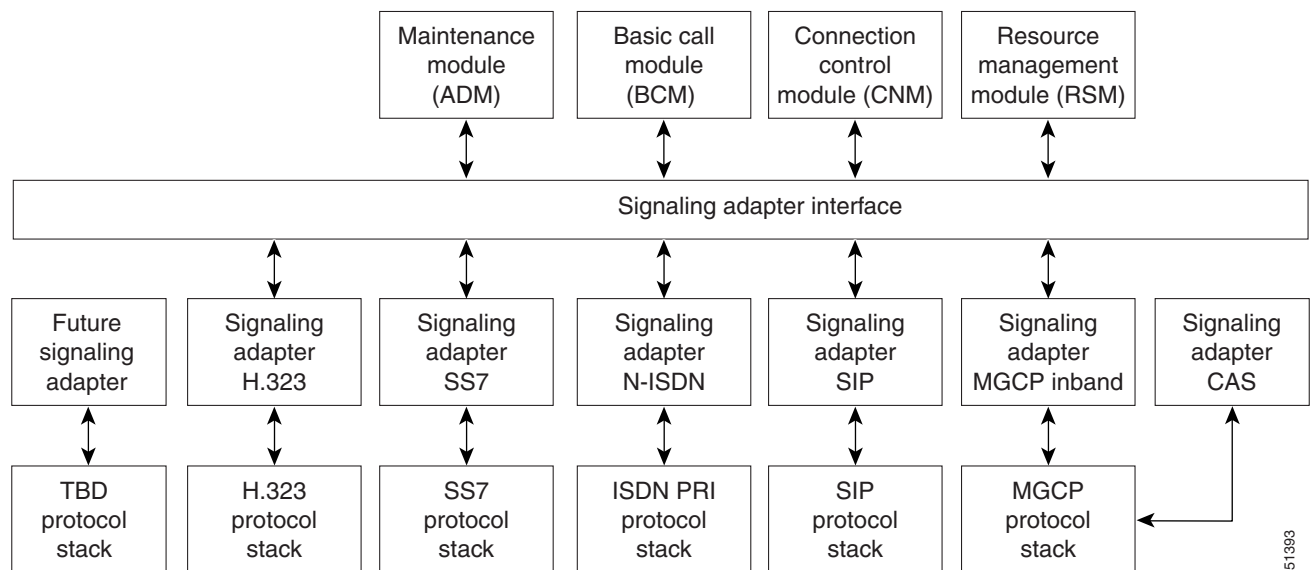 Maintenance
module
(ADM)
Basic call
module
(BCM)
Connection
control
module (CNM)
Resource
management
module (RSM)
Signaling adapter interface
Future
signaling
adapter
Signaling
adapter
H.323
Signaling
adapter
SS7
Signaling
adapter
N-ISDN
Signaling
adapter
SIP
Signaling
adapter
MGCP inband
Signaling
adapter
CAS
TBD
protocol
stack
H.323
protocol
stack
SS7
protocol
stack
ISDN PRI
protocol
stack
SIP
protocol
stack
MGCP
protocol
stack
51393